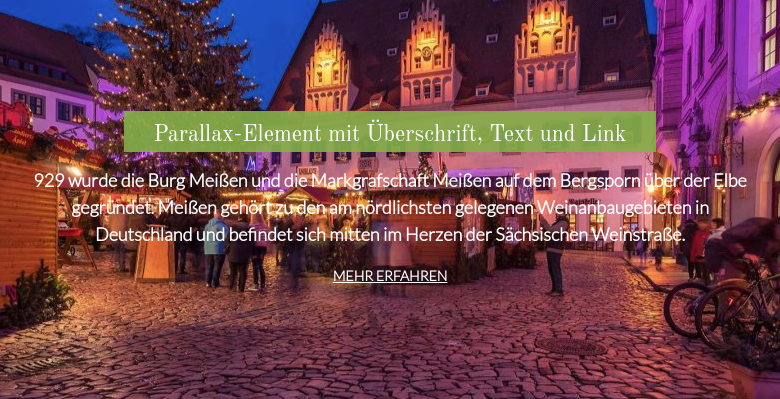 Parallax-Element mit Überschrift, Text und Link
929 wurde die Burg Meißen und die Markgrafschaft Meißen auf dem Bergsporn über der Elbe
gegründet. Meißen gehört zu den am nördlichsten gelegenen Weinanbaugebieten in
Deutschland und befindet sich mitten im Herzen der Sächsischen Weinstraße.
MEHR ERFAHREN